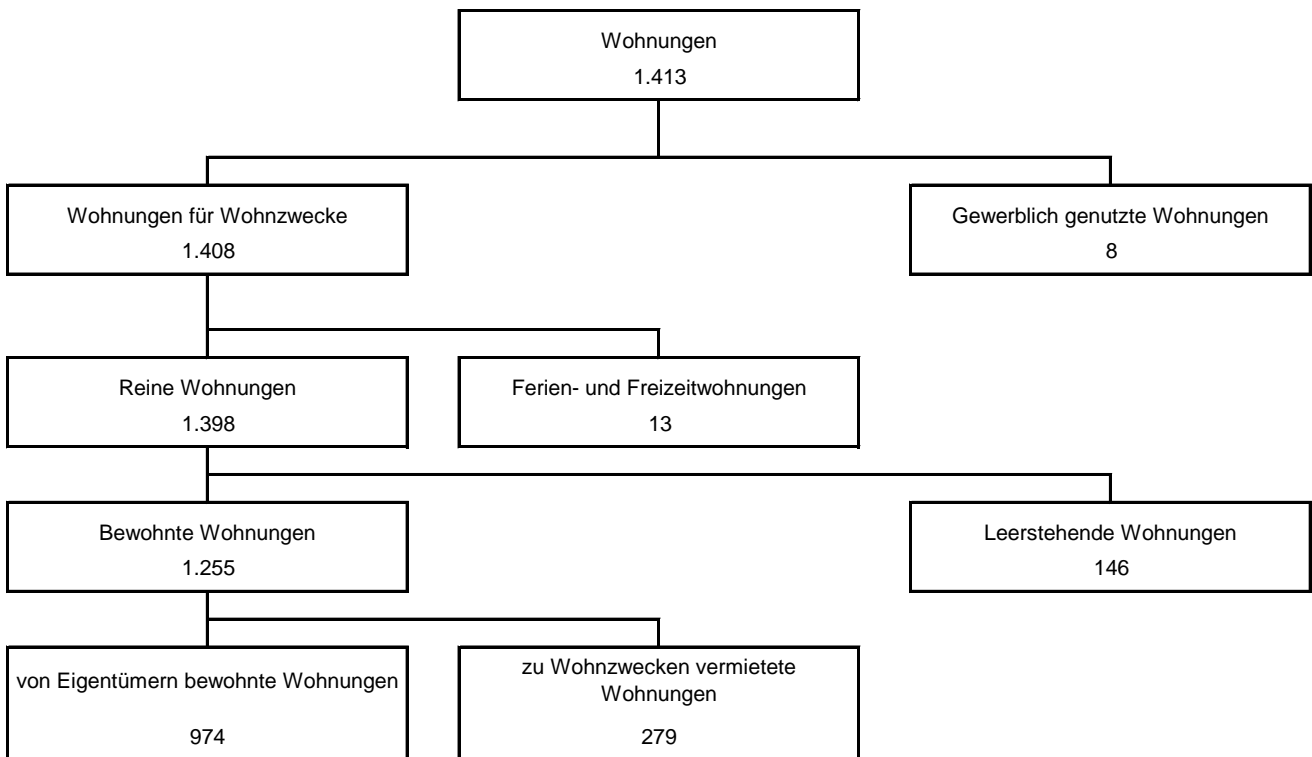 Wohnungen
1.413
Wohnungen für Wohnzwecke
1.408
Gewerblich genutzte Wohnungen
8
Reine Wohnungen
1.398
Ferien- und Freizeitwohnungen
13
Bewohnte Wohnungen
1.255
Leerstehende Wohnungen
146
von Eigentümern bewohnte Wohnungen
974
zu Wohnzwecken vermietete
Wohnungen
279